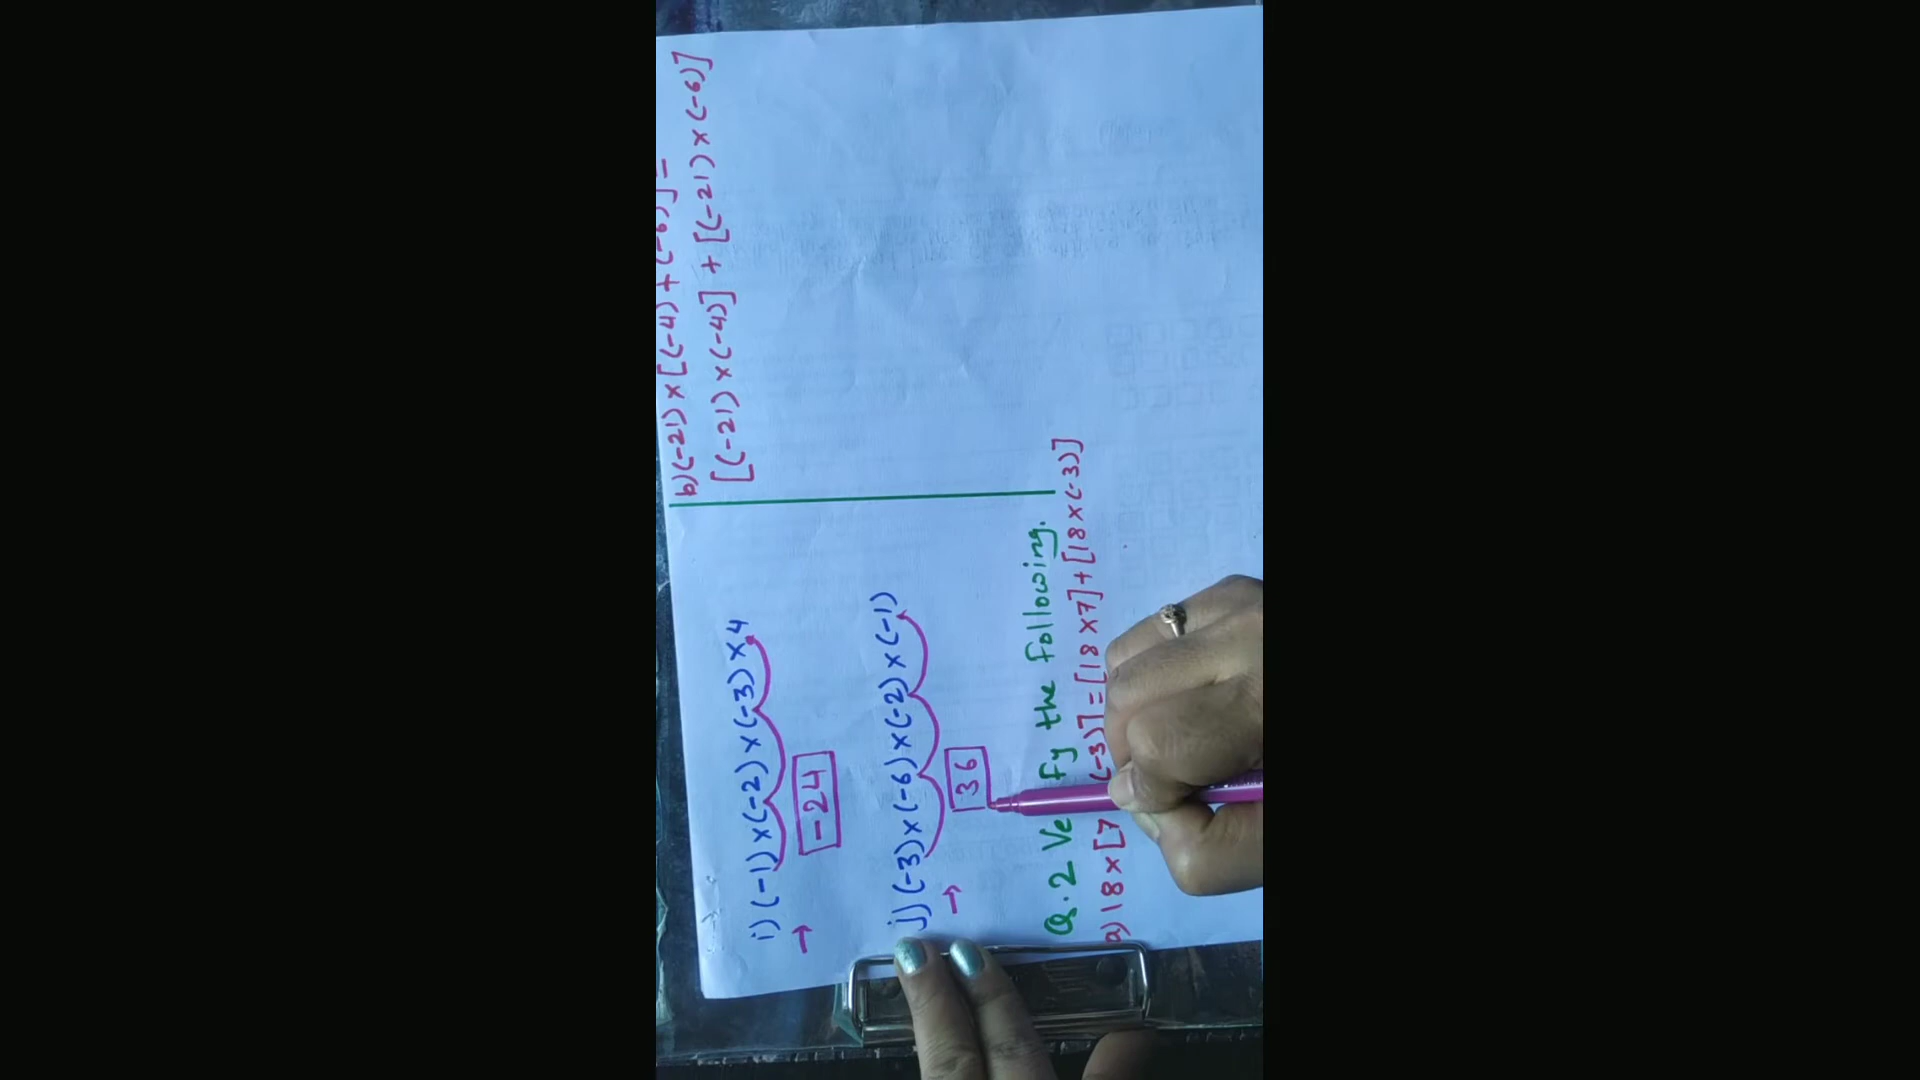 i) (-1) x (-2) x (-3) x 4
→ -24
j) (-3) x (-6) x (-2) x (-1)
→ 36
Q.2 Ve fy the following.
a) 18 x [7 (-3)] = [18 x 7] + [18 x (-3)]
b) (-21) x [(-4) + (-6)] =
[(-21) x (-4)] + [(-21) x (-6)]